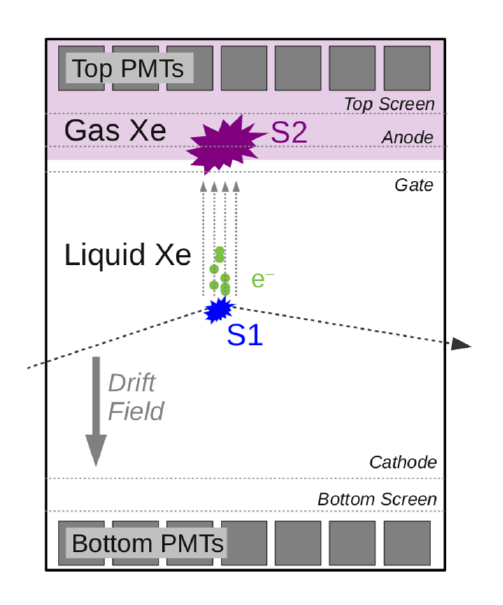 Top PMTs
Top Screen
Gas Xe
S2
Anode
Gate
Liquid Xe
e⁻
S1
Drift
Field
Cathode
Bottom Screen
Bottom PMTs